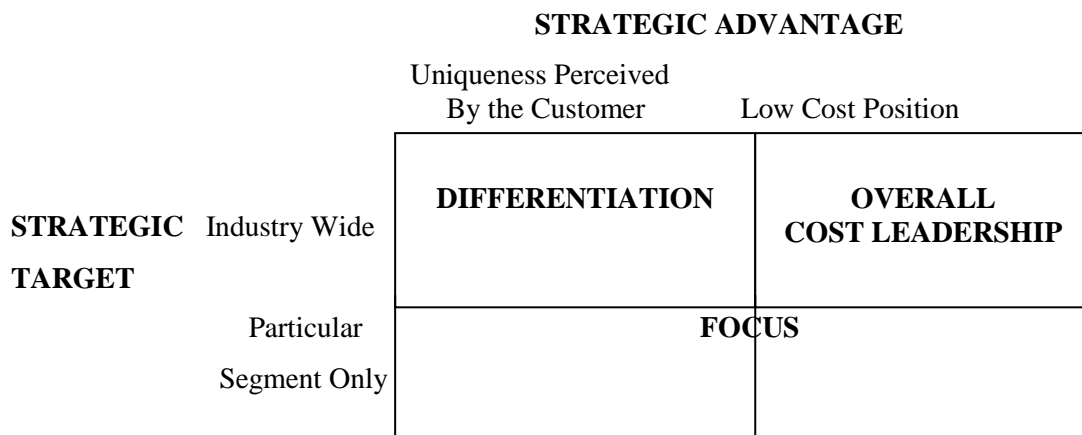 STRATEGIC ADVANTAGE
Uniqueness Perceived
By the Customer Low Cost Position
DIFFERENTIATION OVERALL
STRATEGIC Industry Wide COST LEADERSHIP
TARGET
Particular FOCUS
Segment Only